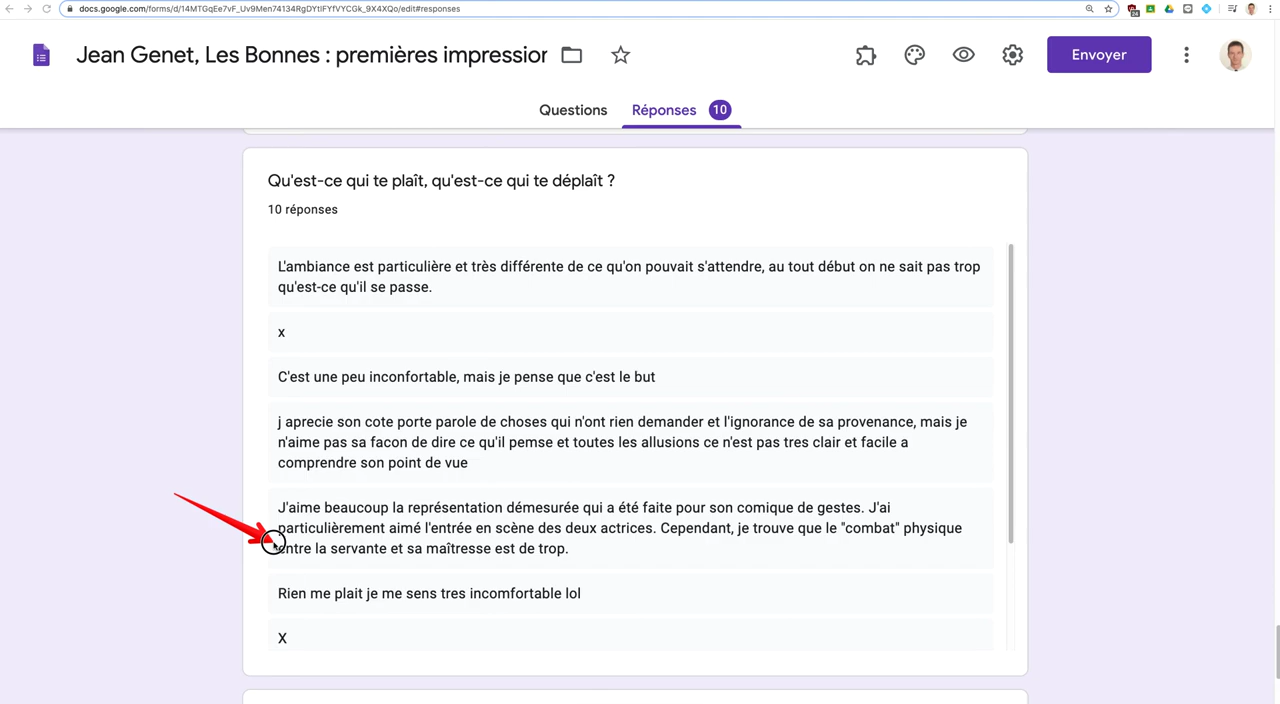 docs.google.com/forms/d/14MTGqEe7vF_Uv9Men74134RgDYtIFYfVYCGk_9X4XQo/edit#responses
24
Jean Genet, Les Bonnes : premières impression
Envoyer
Questions
Réponses 10
Qu'est-ce qui te plaît, qu'est-ce qui te déplaît ?
10 réponses
L'ambiance est particulière et très différente de ce qu'on pouvait s'attendre, au tout début on ne sait pas trop
qu'est-ce qu'il se passe.
x
C'est une peu inconfortable, mais je pense que c'est le but
j aprecie son cote porte parole de choses qui n'ont rien demander et l'ignorance de sa provenance, mais je
n'aime pas sa facon de dire ce qu'il pemse et toutes les allusions ce n'est pas tres clair et facile a
comprendre son point de vue
J'aime beaucoup la représentation démesurée qui a été faite pour son comique de gestes. J'ai
particulièrement aimé l'entrée en scène des deux actrices. Cependant, je trouve que le "combat" physique
entre la servante et sa maîtresse est de trop.
Rien me plait je me sens tres incomfortable lol
X